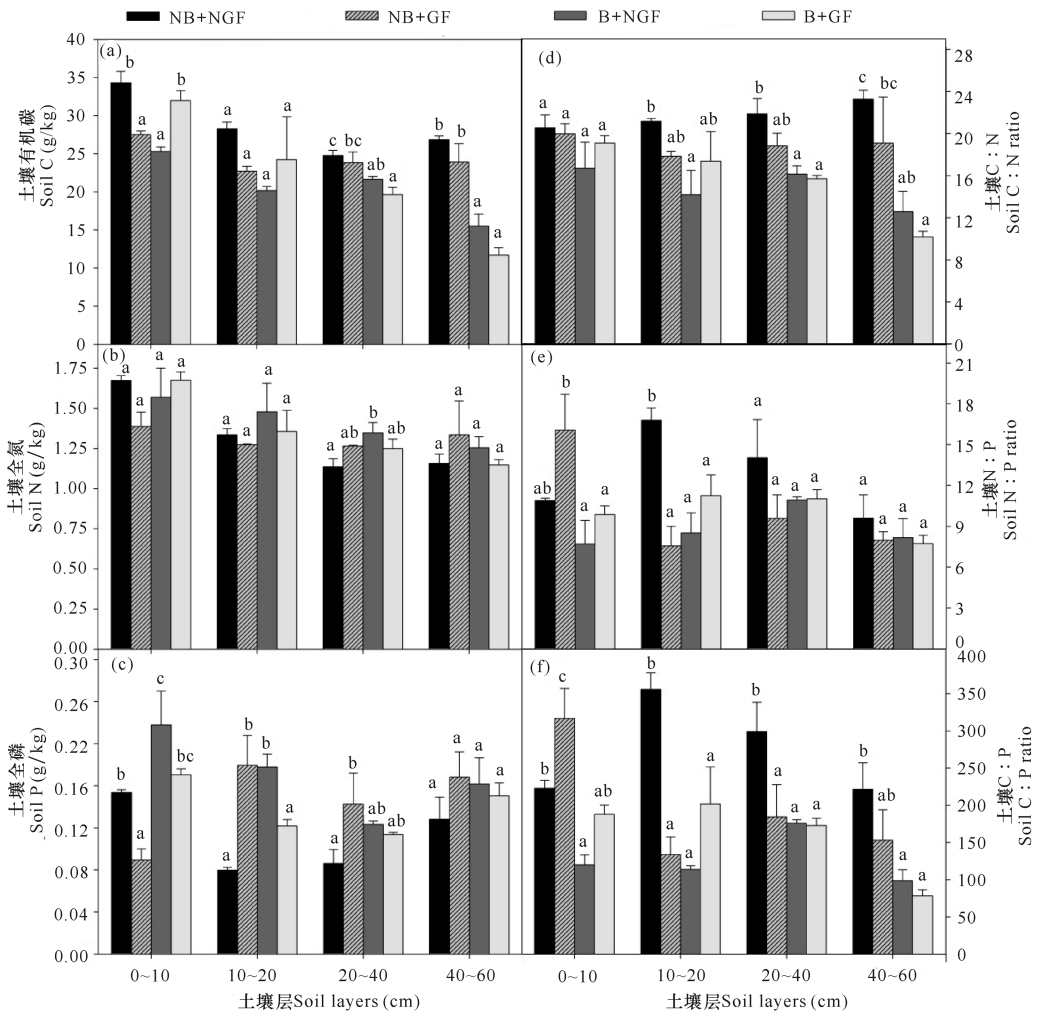 NB+NGF NB+GF B+NGF B+GF
(a)
40
35
30
25
20
15
10
5
0
土壤有机碳
Soil C (g/kg)
b a a b
a a a a
c bc ab a
b b a a
(d)
28
24
20
16
12
8
4
0
土壤C∶N
Soil C∶N ratio
a a a a
b ab a ab
b ab a a
c bc ab a
(b)
1.75
1.50
1.25
1.00
0.75
0.50
0.25
0.00
土壤全氮
Soil N (g/kg)
a a a a
a a a a
a ab b ab
a a a a
(e)
21
18
15
12
9
6
3
0
土壤N∶P
Soil N∶P ratio
ab b a a
b a a a
a a a a
a a a a
(c)
0.30
0.26
0.22
0.16
0.12
0.08
0.04
0.00
土壤全磷
Soil P (g/kg)
b a c bc
a b b a
a b ab ab
a a a a
(f)
400
350
300
250
200
150
100
50
0
土壤C∶P
Soil C∶P ratio
b c a ab
b a a a
b a a a
b ab a a
0~10 10~20 20~40 40~60
土壤层Soil layers (cm)
0~10 10~20 20~40 40~60
土壤层Soil layers (cm)